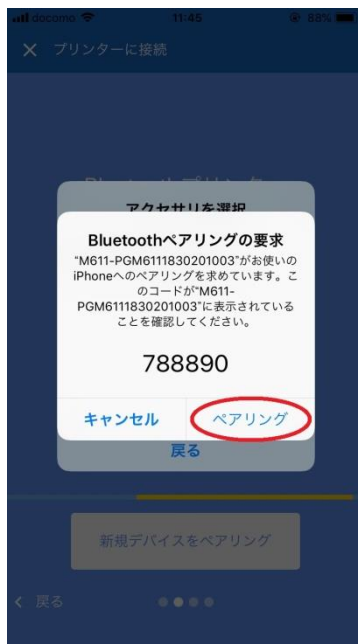 docomo 11:45 88%
× プリンターに接続
アクセサリを選択
Bluetoothペアリングの要求
“M611-PGM6111830201003”がお使いの
iPhoneへのペアリングを求めています。こ
のコードが“M611-
PGM6111830201003”に表示されている
ことを確認してください。
788890
キャンセル ペアリング
戻る
新規デバイスをペアリング
< 戻る